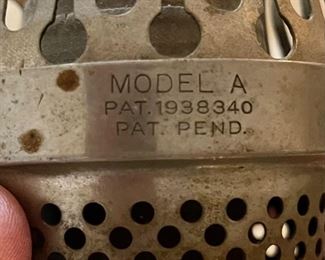 MODEL A
PAT. 1938340
PAT. PEND.